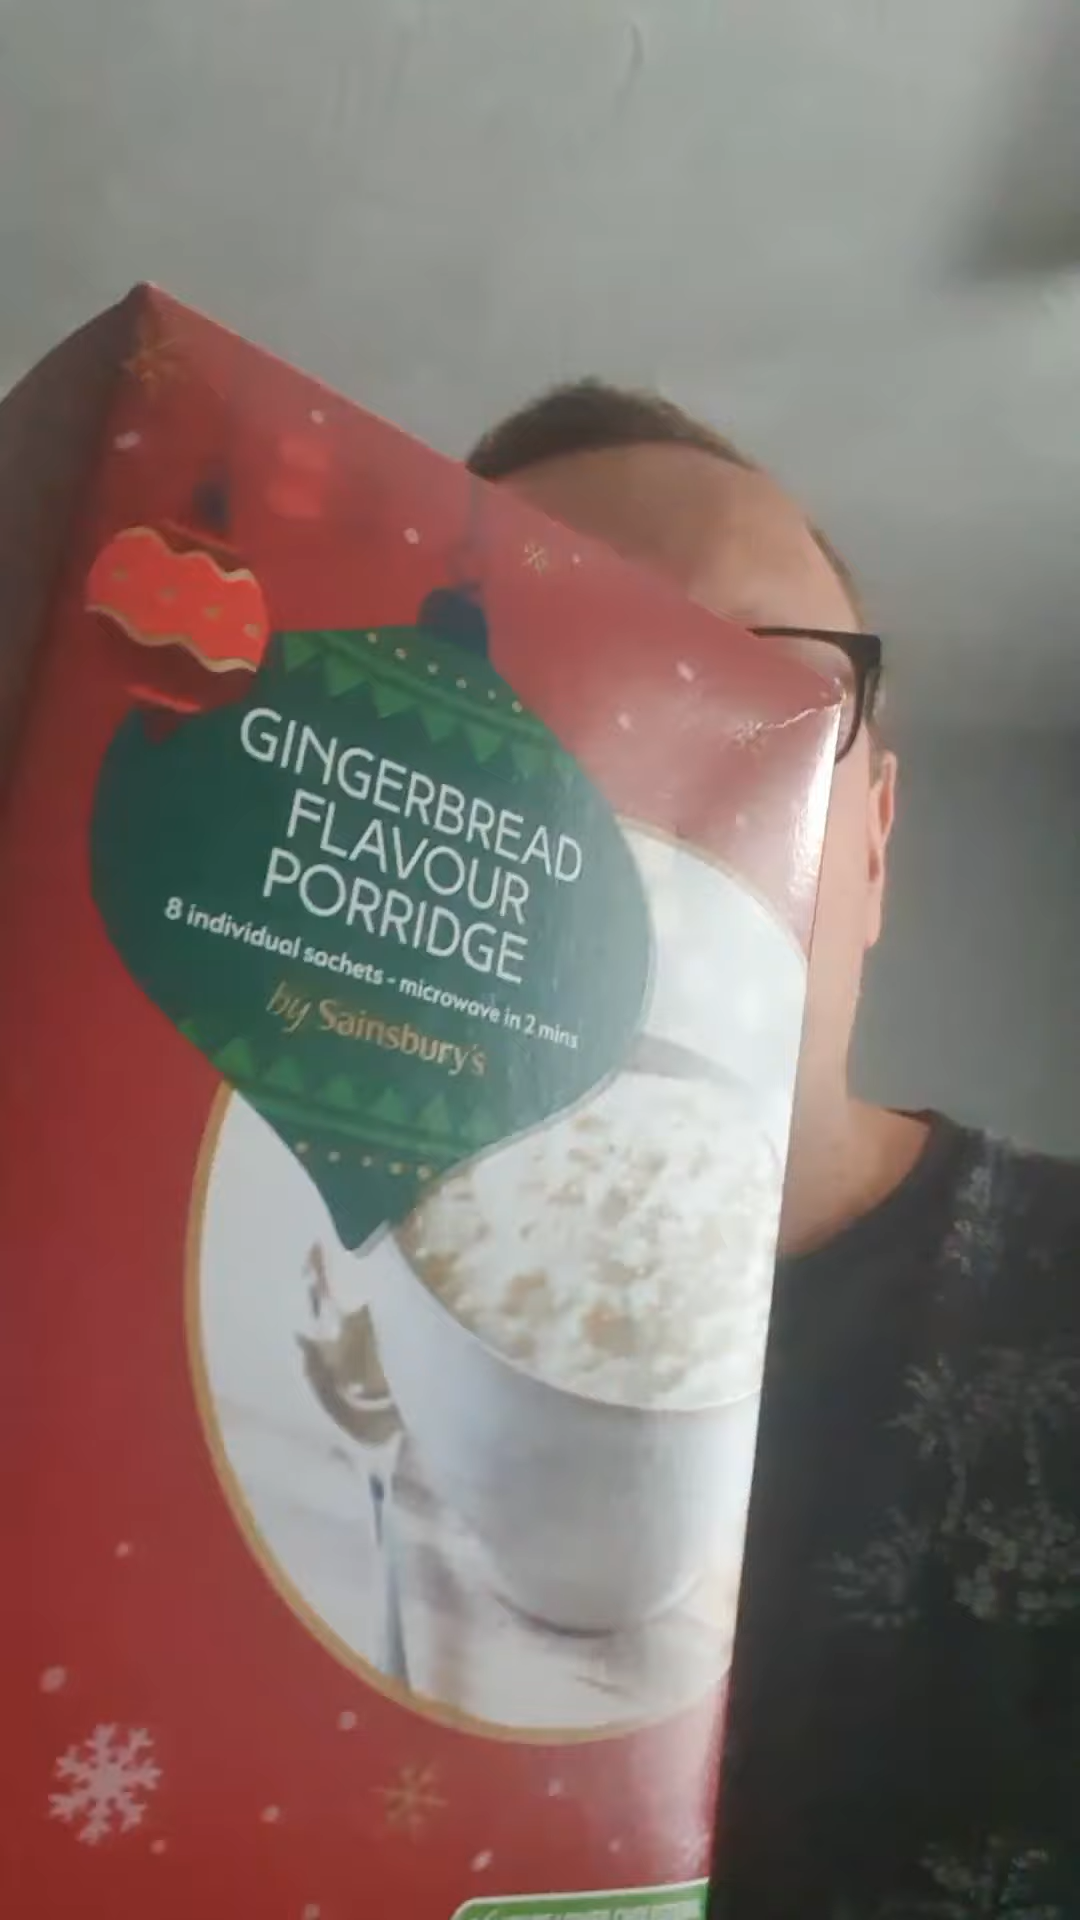 GINGERBREAD
FLAVOUR
PORRIDGE
8 individual sachets - microwave in 2 mins
by Sainsbury's